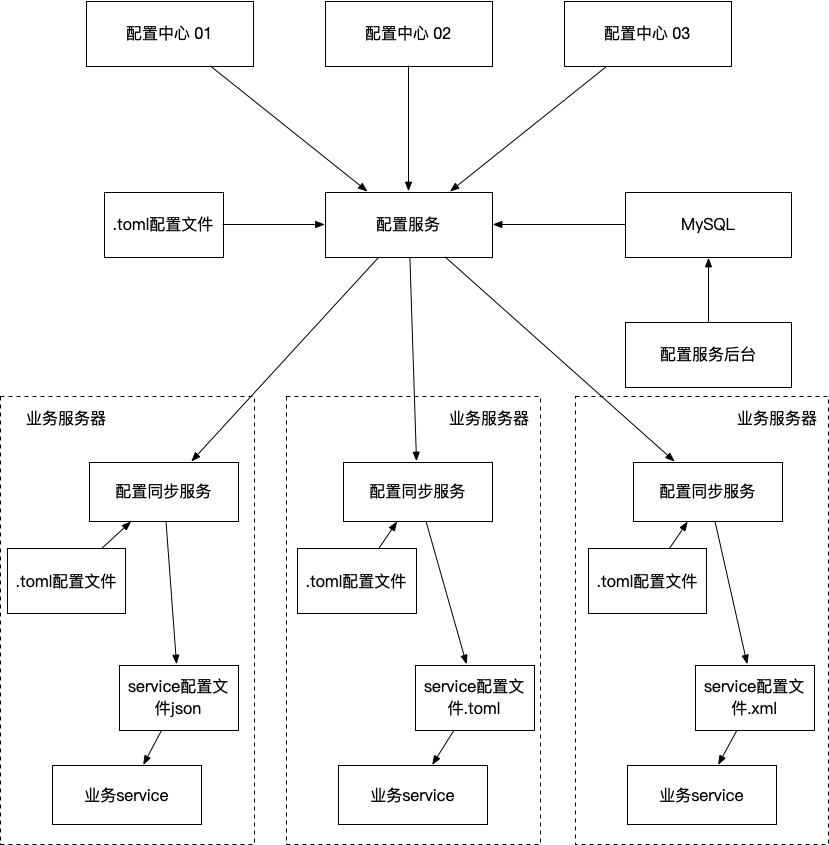 配置中心 01
配置中心 02
配置中心 03
.toml配置文件
配置服务
MySQL
配置服务后台
业务服务器
业务服务器
业务服务器
配置同步服务
配置同步服务
配置同步服务
.toml配置文件
.toml配置文件
.toml配置文件
service配置文
件json
service配置文
件.toml
service配置文
件.xml
业务service
业务service
业务service